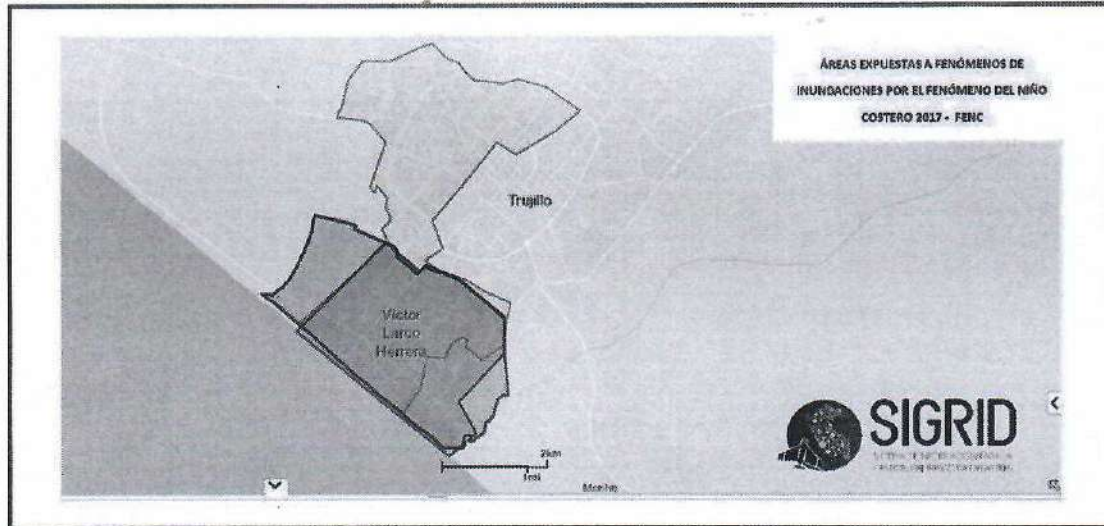 ÁREAS EXPUESTAS A FENÓMENOS DE
INUNDACIONES POR EL FENÓMENO DEL NIÑO
COSTERO 2017 - FENC
Trujillo
Víctor
Larco
Herrera
SIGRID
2km
1mi